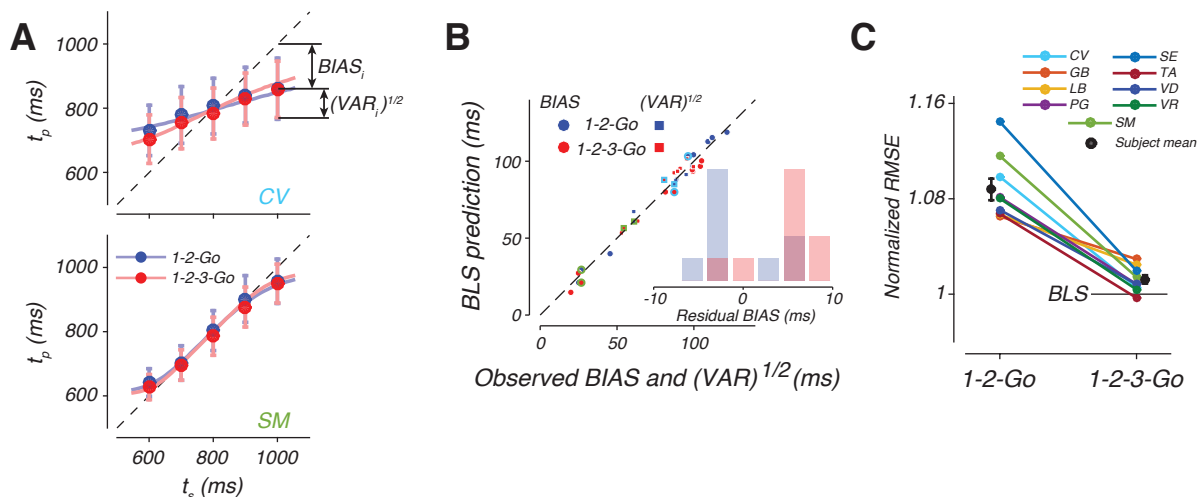 A
1000
800
600
t_p (ms)
BIAS_i
(VAR_i)^1/2
CV
1-2-Go
1-2-3-Go
1000
800
600
t_p (ms)
SM
600
800
1000
t_s (ms)
B
BIAS
(VAR)^1/2
1-2-Go
1-2-3-Go
BLS prediction (ms)
100
50
0
-10
0
10
Residual BIAS (ms)
0
50
100
Observed BIAS and (VAR)^1/2 (ms)
C
CV
SE
GB
TA
LB
VD
PG
VR
SM
Subject mean
Normalized RMSE
1.16
1.08
1
BLS
1-2-Go
1-2-3-Go